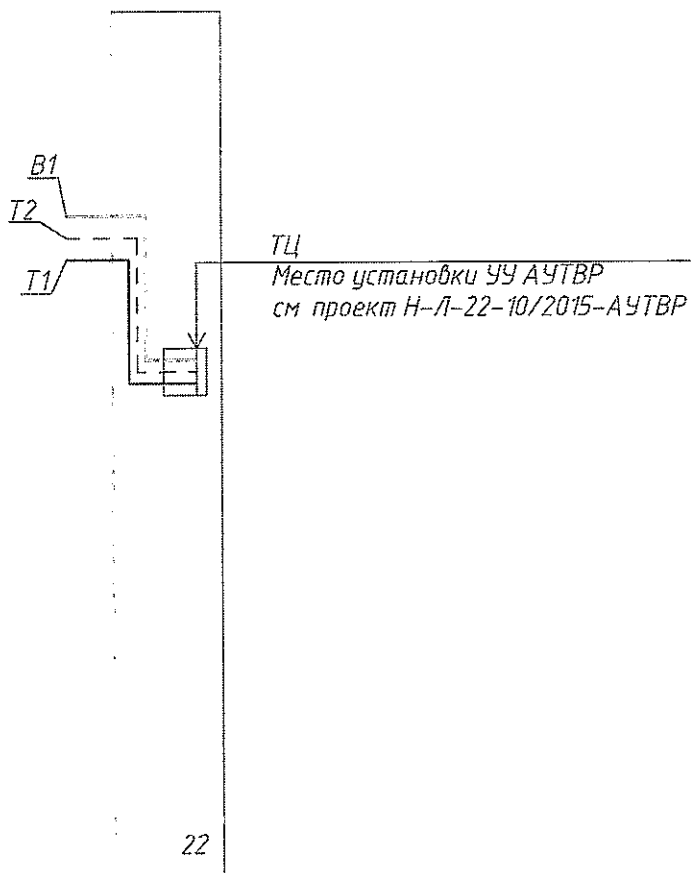 В1
Т2
Т1
ТЦ
Место установки УУ АУТВР
см проект Н-Л-22-10/2015-АУТВР
22